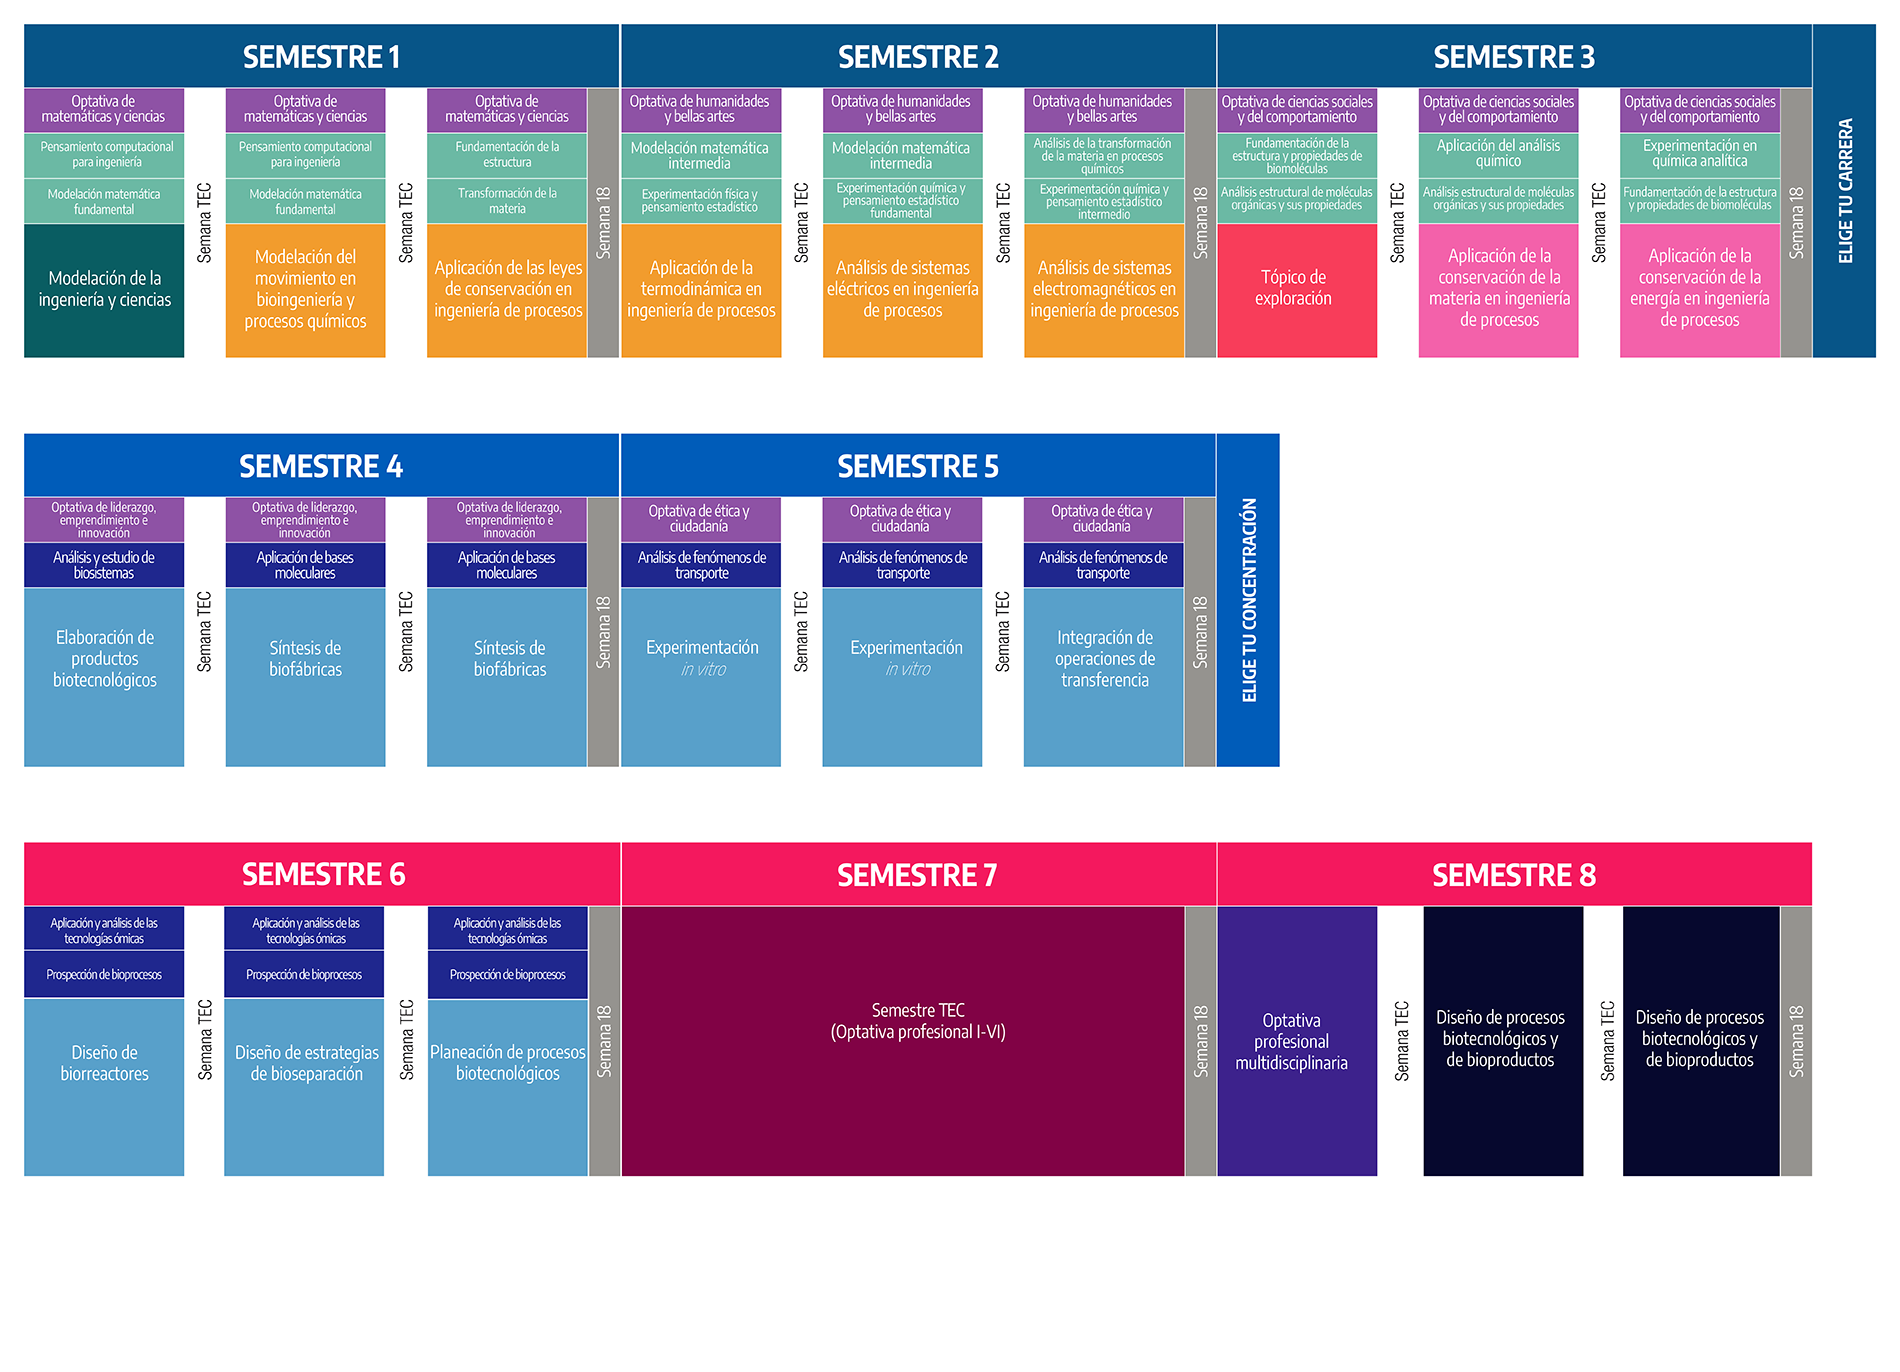 SEMESTRE 1
Optativa de
matemáticas y ciencias
Pensamiento computacional
para ingeniería
Modelación matemática
fundamental
Modelación de la
ingeniería y ciencias
Semana TEC
Optativa de
matemáticas y ciencias
Pensamiento computacional
para ingeniería
Modelación matemática
fundamental
Modelación del
movimiento en
bioingeniería y
procesos químicos
Semana TEC
Optativa de
matemáticas y ciencias
Fundamentación de la
estructura
Transformación de la
materia
Aplicación de las leyes
de conservación en
ingeniería de procesos
Semana 18
SEMESTRE 2
Optativa de humanidades
y bellas artes
Modelación matemática
intermedia
Experimentación física y
pensamiento estadístico
Aplicación de la
termodinámica en
ingeniería de procesos
Semana TEC
Optativa de humanidades
y bellas artes
Modelación matemática
intermedia
Experimentación química y
pensamiento estadístico
fundamental
Análisis de sistemas
eléctricos en ingeniería
de procesos
Semana TEC
Optativa de humanidades
y bellas artes
Análisis de la transformación
de la materia en procesos
químicos
Experimentación química y
pensamiento estadístico
intermedio
Análisis de sistemas
electromagnéticos en
ingeniería de procesos
Semana 18
SEMESTRE 3
Optativa de ciencias sociales
y del comportamiento
Fundamentación de la
estructura y propiedades de
biomoléculas
Análisis estructural de moléculas
orgánicas y sus propiedades
Tópico de
exploración
Semana TEC
Optativa de ciencias sociales
y del comportamiento
Aplicación del análisis
químico
Análisis estructural de moléculas
orgánicas y sus propiedades
Aplicación de la
conservación de la
materia en ingeniería
de procesos
Semana TEC
Optativa de ciencias sociales
y del comportamiento
Experimentación en
química analítica
Fundamentación de la estructura
y propiedades de biomoléculas
Aplicación de la
conservación de la
energía en ingeniería
de procesos
Semana 18
ELIGE TU CARRERA
SEMESTRE 4
Optativa de liderazgo,
emprendimiento e
innovación
Análisis y estudio de
biosistemas
Elaboración de
productos
biotecnológicos
Semana TEC
Optativa de liderazgo,
emprendimiento e
innovación
Aplicación de bases
moleculares
Síntesis de
biofábricas
Semana TEC
Optativa de liderazgo,
emprendimiento e
innovación
Aplicación de bases
moleculares
Síntesis de
biofábricas
Semana 18
SEMESTRE 5
Optativa de ética y
ciudadanía
Análisis de fenómenos de
transporte
Experimentación
in vitro
Semana TEC
Optativa de ética y
ciudadanía
Análisis de fenómenos de
transporte
Experimentación
in vitro
Semana TEC
Optativa de ética y
ciudadanía
Análisis de fenómenos de
transporte
Integración de
operaciones de
transferencia
Semana 18
ELIGE TU CONCENTRACIÓN
SEMESTRE 6
Aplicación y análisis de las
tecnologías ómicas
Prospección de bioprocesos
Diseño de
biorreactores
Semana TEC
Aplicación y análisis de las
tecnologías ómicas
Prospección de bioprocesos
Diseño de estrategias
de bioseparación
Semana TEC
Aplicación y análisis de las
tecnologías ómicas
Prospección de bioprocesos
Planeación de procesos
biotecnológicos
Semana 18
SEMESTRE 7
Semestre TEC
(Optativa profesional I-VI)
Semana 18
SEMESTRE 8
Optativa
profesional
multidisciplinaria
Semana TEC
Diseño de procesos
biotecnológicos y
de bioproductos
Semana TEC
Diseño de procesos
biotecnológicos y
de bioproductos
Semana 18